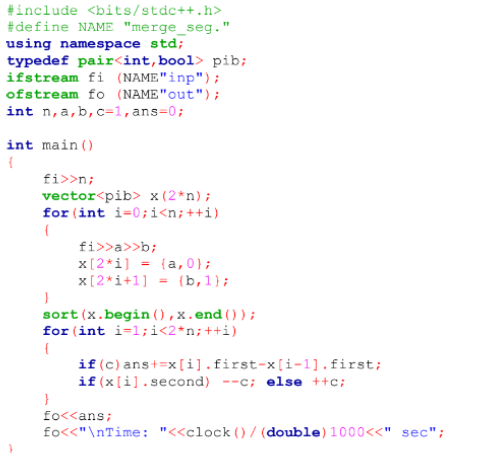 #include <bits/stdc++.h>
#define NAME "merge_seg."
using namespace std;
typedef pair<int,bool> pib;
ifstream fi (NAME"inp");
ofstream fo (NAME"out");
int n,a,b,c=1,ans=0;

int main()
{
    fi>>n;
    vector<pib> x(2*n);
    for(int i=0;i<n;++i)
    {
        fi>>a>>b;
        x[2*i] = {a,0};
        x[2*i+1] = {b,1};
    }
    sort(x.begin(),x.end());
    for(int i=1;i<2*n;++i)
    {
        if(c)ans+=x[i].first-x[i-1].first;
        if(x[i].second) --c; else ++c;
    }
    fo<<ans;
    fo<<"\nTime: "<<clock()/(double)1000<<" sec";
}